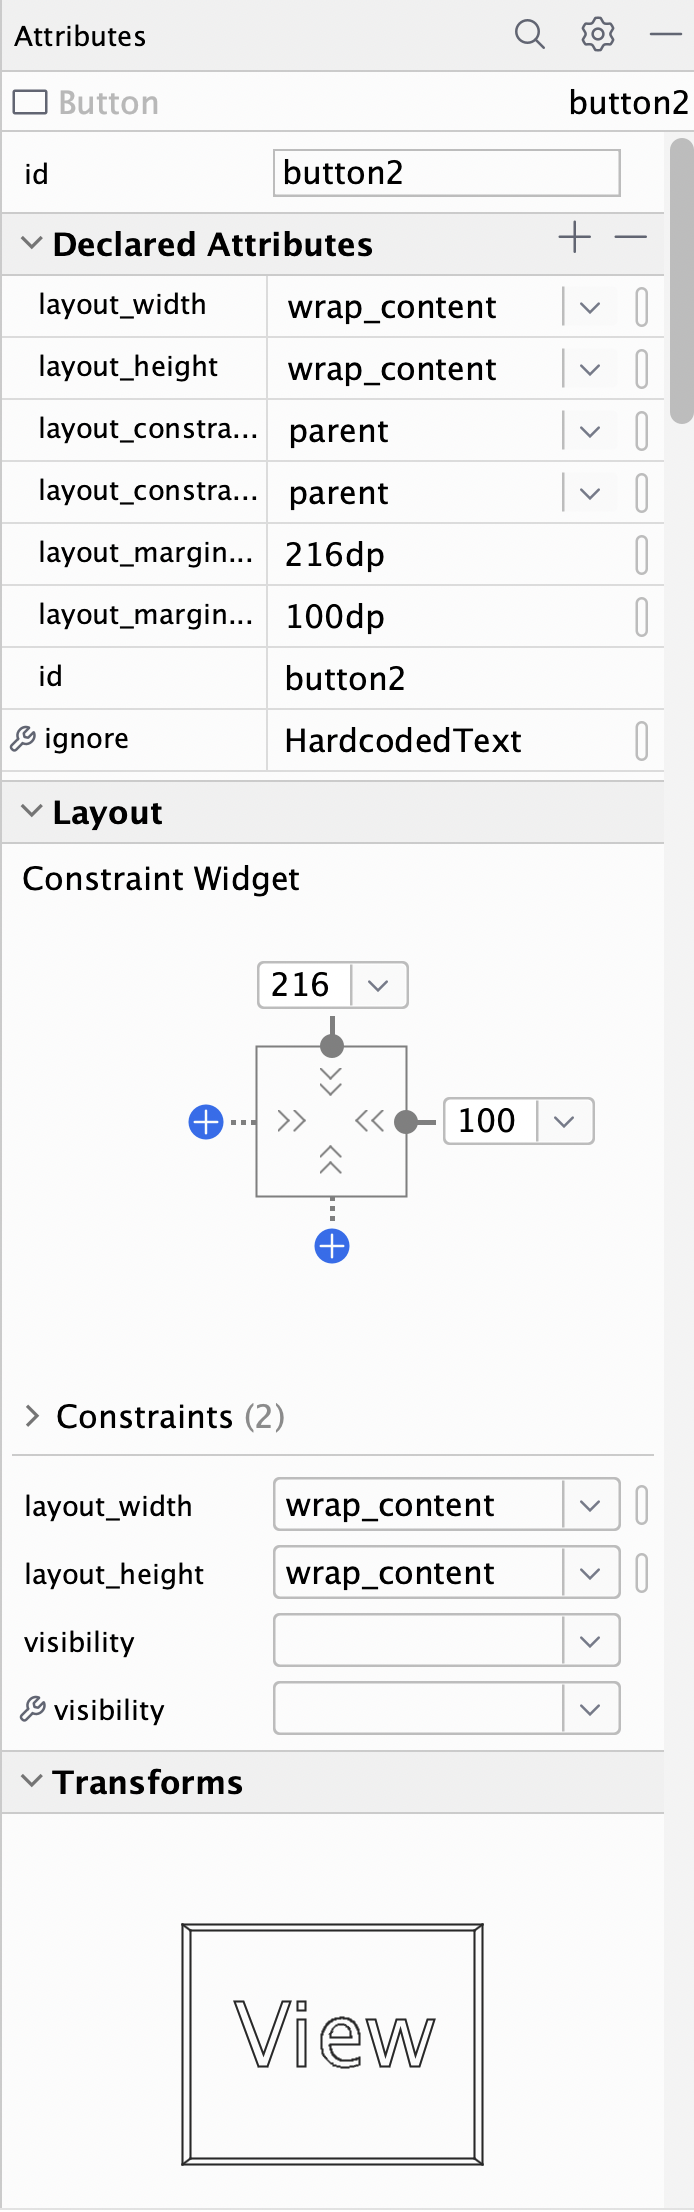 Attributes
Button button2
id button2
Declared Attributes
layout_width wrap_content
layout_height wrap_content
layout_constra... parent
layout_constra... parent
layout_margin... 216dp
layout_margin... 100dp
id button2
ignore HardcodedText
Layout
Constraint Widget
216
100
Constraints (2)
layout_width wrap_content
layout_height wrap_content
visibility
visibility
Transforms
View